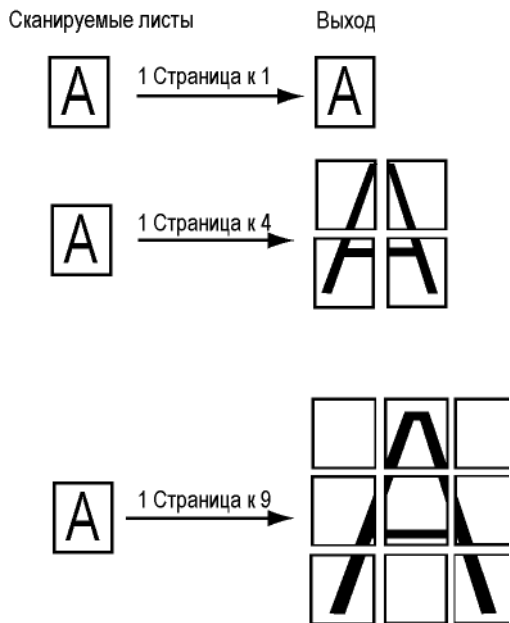 Сканируемые листы Выход
А 1 Страница к 1 А
А 1 Страница к 4 А
А 1 Страница к 9 А